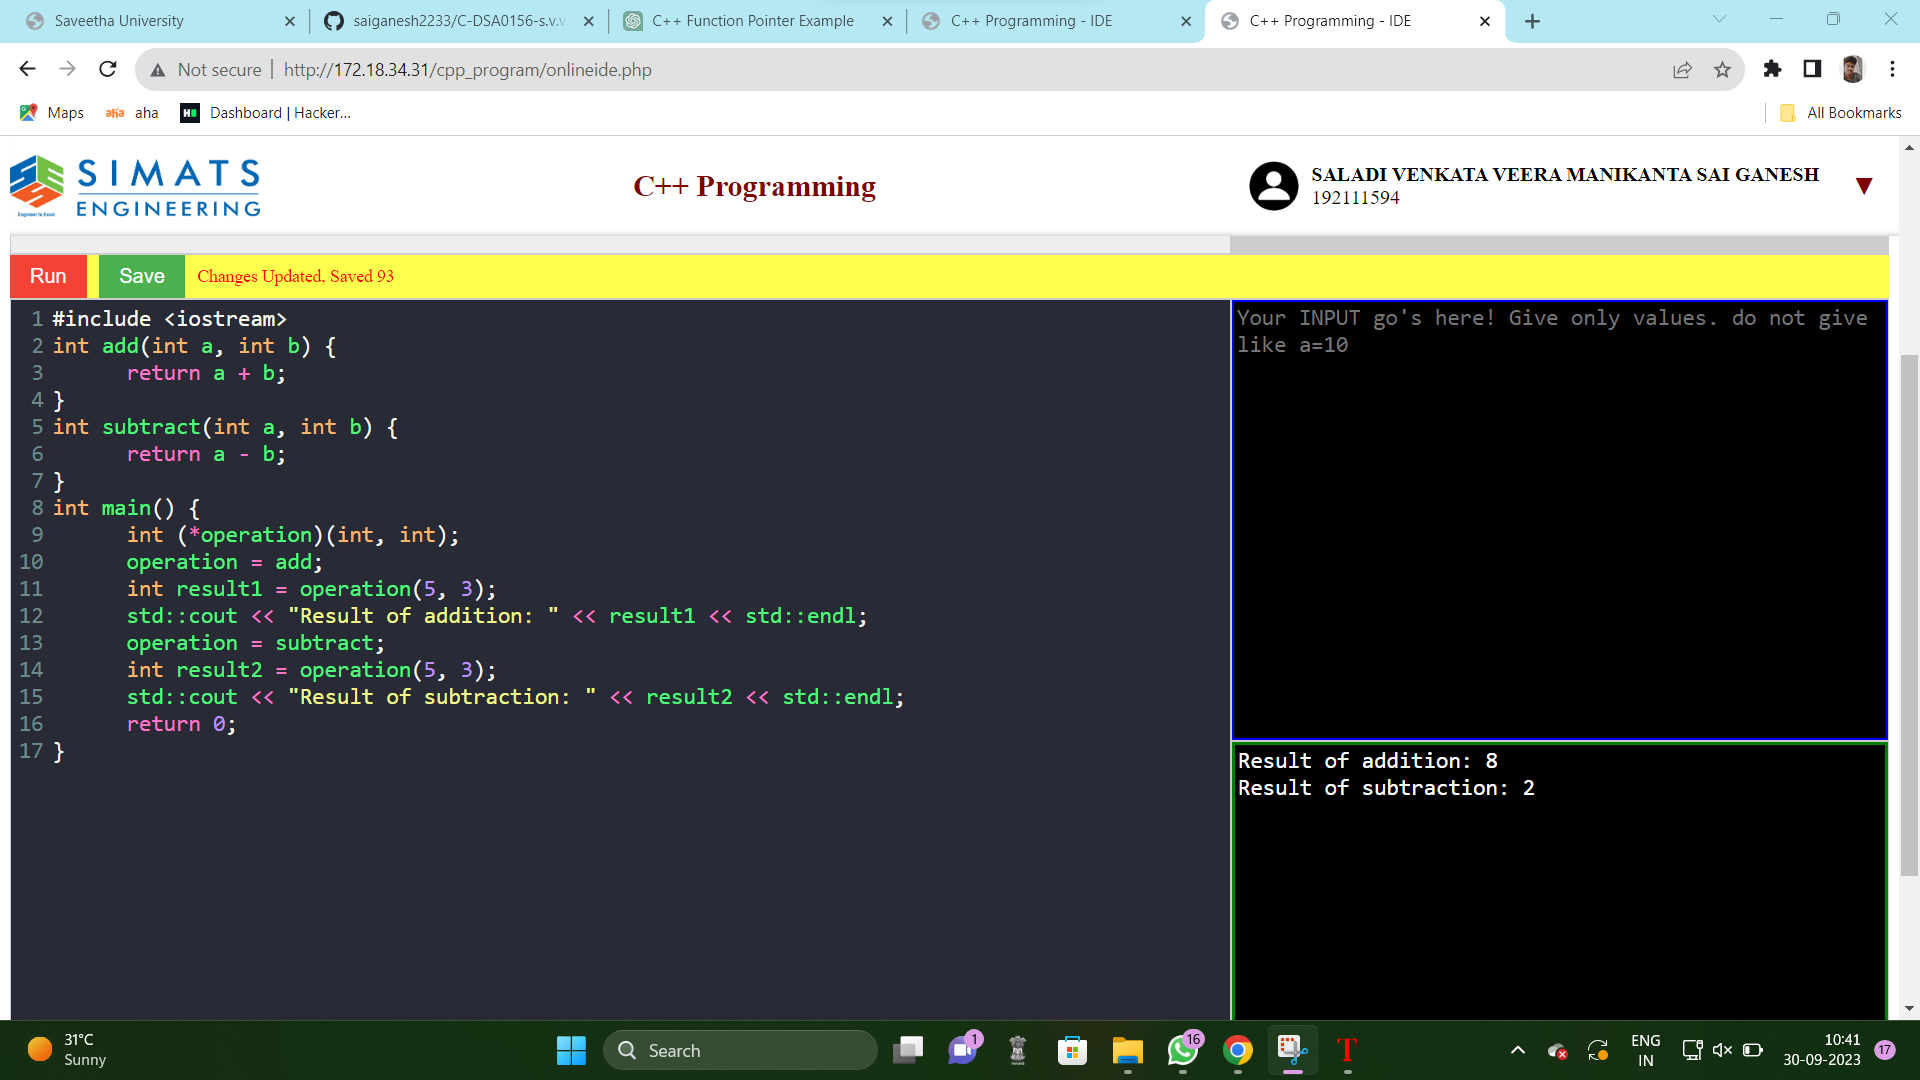 Saveetha University
saiganesh2233/C-DSA0156-s.v.v
C++ Function Pointer Example
C++ Programming - IDE
C++ Programming - IDE
Not secure
http://172.18.34.31/cpp_program/onlineide.php
Maps
aha
aha
Dashboard | Hacker...
All Bookmarks
SIMATS
ENGINEERING
Engineer to Excel
C++ Programming
SALADI VENKATA VEERA MANIKANTA SAI GANESH
192111594
Run
Save
Changes Updated, Saved 93
1 #include <iostream>
2 int add(int a, int b) {
3 return a + b;
4 }
5 int subtract(int a, int b) {
6 return a - b;
7 }
8 int main() {
9 int (*operation)(int, int);
10 operation = add;
11 int result1 = operation(5, 3);
12 std::cout << "Result of addition: " << result1 << std::endl;
13 operation = subtract;
14 int result2 = operation(5, 3);
15 std::cout << "Result of subtraction: " << result2 << std::endl;
16 return 0;
17 }
Your INPUT go's here! Give only values. do not give
like a=10
Result of addition: 8
Result of subtraction: 2
31°C
Sunny
Search
1
16
T
ENG
IN
10:41
30-09-2023
17